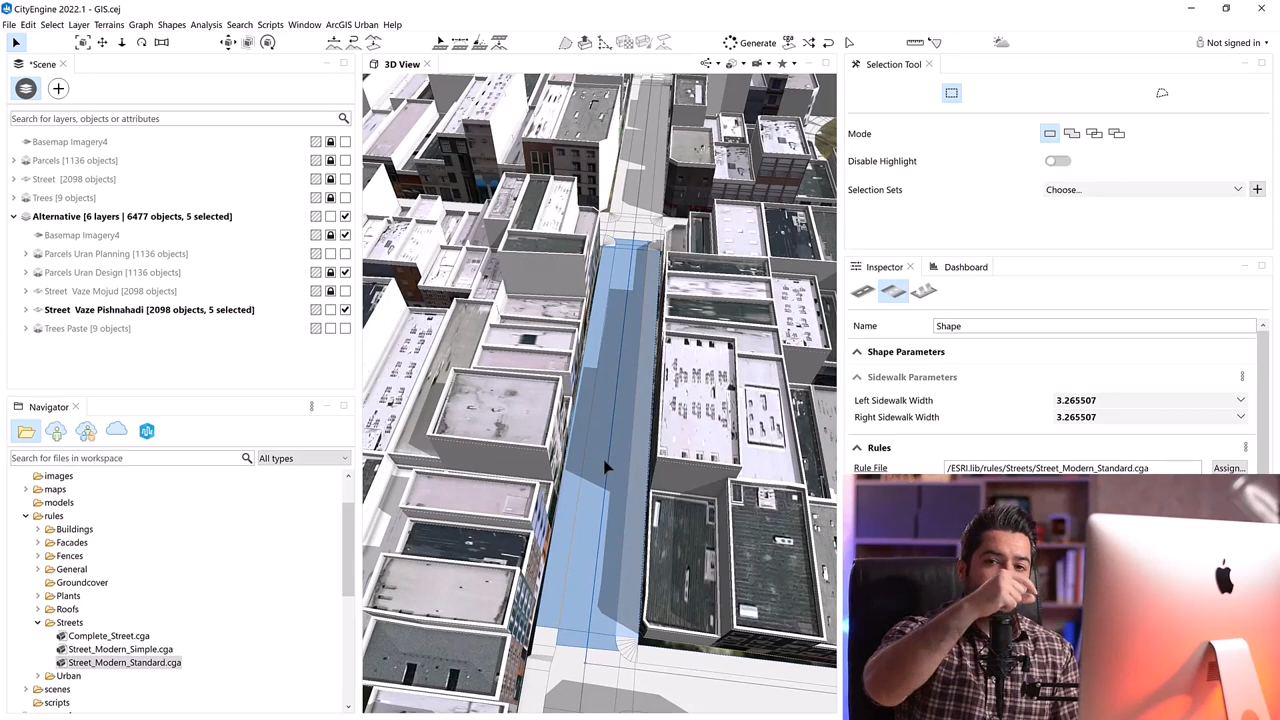 CityEngine 2022.1 - GIS.cej
File Edit Select Layer Terrains Graph Shapes Analysis Search Scripts Window ArcGIS Urban Help
Generate
Not signed in
*Scene
3D View
Selection Tool
Search for layers, objects or attributes
Basemap Imagery4
Parcels [1136 objects]
Street [2098 objects]
Trees [9 objects]
Alternative [6 layers | 6477 objects, 5 selected]
Basemap Imagery4
Parcels Uran Planning [1136 objects]
Parcels Uran Design [1136 objects]
Street Vaze Mojud [2098 objects]
Street Vaze Pishnahadi [2098 objects, 5 selected]
Trees Paste [9 objects]
Mode
Disable Highlight
Selection Sets
Choose...
Inspector
Dashboard
Name
Shape
Shape Parameters
Sidewalk Parameters
Left Sidewalk Width 3.265507
Right Sidewalk Width 3.265507
Rules
Rule File /ESRI.lib/rules/Streets/Street_Modern_Standard.cga Assign...
Navigator
Search for files in workspace
All types
images
maps
models
rules
Buildings
Facades
Fences
General
Groundcover
Plants
Roofs
Streets
Complete_Street.cga
Street_Modern_Simple.cga
Street_Modern_Standard.cga
Urban
scenes
scripts